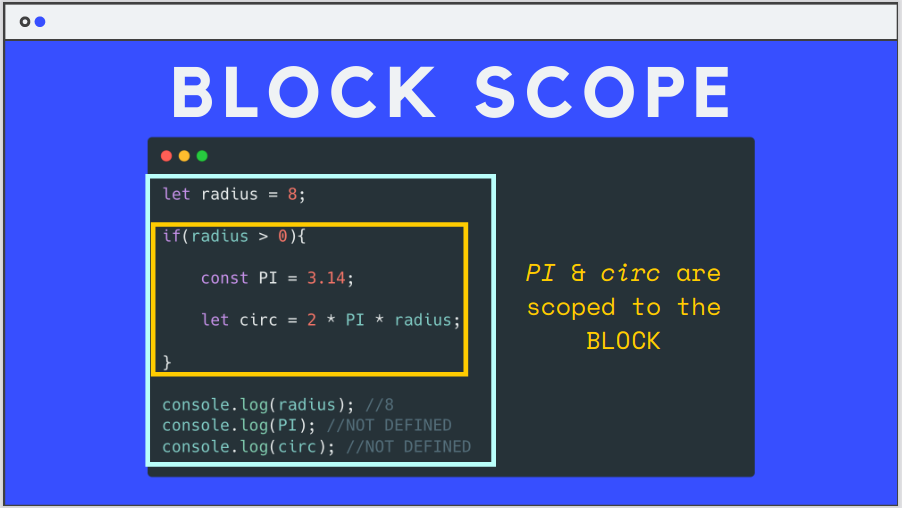 BLOCK SCOPE
let radius = 8;
if(radius > 0){
const PI = 3.14;
let circ = 2 * PI * radius;
}
console.log(radius); //8
console.log(PI); //NOT DEFINED
console.log(circ); //NOT DEFINED
PI & circ are
scoped to the
BLOCK